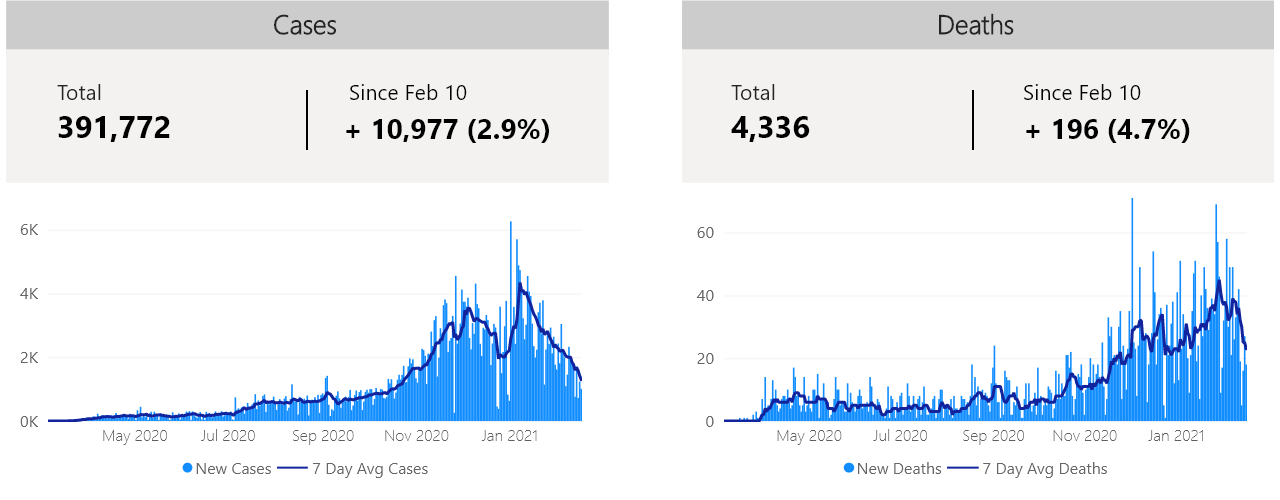 Cases
Total
391,772
Since Feb 10
+ 10,977 (2.9%)
6K
4K
2K
0K
May 2020 Jul 2020 Sep 2020 Nov 2020 Jan 2021
New Cases 7 Day Avg Cases
Deaths
Total
4,336
Since Feb 10
+ 196 (4.7%)
60
40
20
0
May 2020 Jul 2020 Sep 2020 Nov 2020 Jan 2021
New Deaths 7 Day Avg Deaths